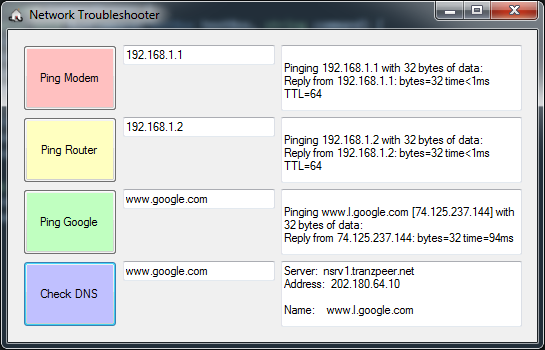 Network Troubleshooter
Ping Modem
192.168.1.1
Pinging 192.168.1.1 with 32 bytes of data:
Reply from 192.168.1.1: bytes=32 time<1ms
TTL=64
Ping Router
192.168.1.2
Pinging 192.168.1.2 with 32 bytes of data:
Reply from 192.168.1.2: bytes=32 time<1ms
TTL=64
Ping Google
www.google.com
Pinging www.l.google.com [74.125.237.144] with
32 bytes of data:
Reply from 74.125.237.144: bytes=32 time=94ms
Check DNS
www.google.com
Server: nsrv1.tranzpeer.net
Address: 202.180.64.10
Name: www.l.google.com